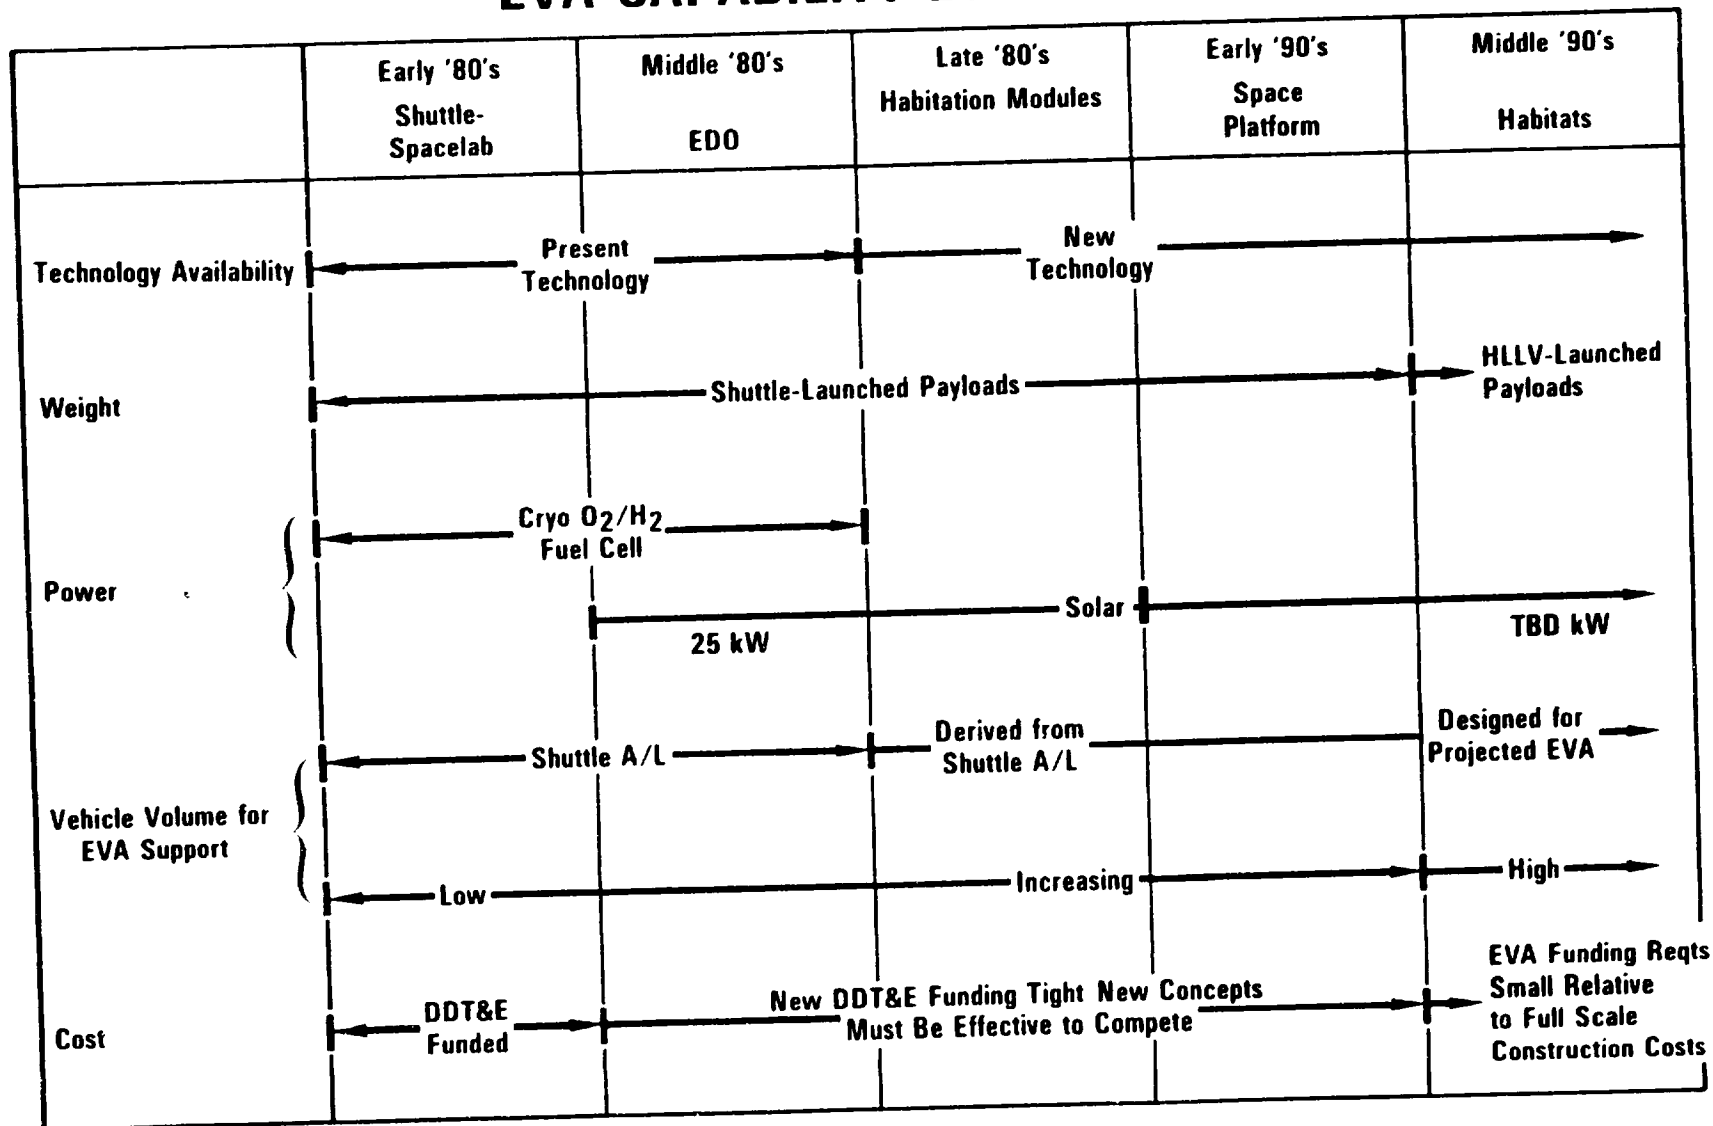 EVA CAPABILITY
Early '80's
Shuttle-
Spacelab
Middle '80's
EDO
Late '80's
Habitation Modules
Early '90's
Space
Platform
Middle '90's
Habitats
Technology Availability
Present
Technology
New
Technology
Weight
Shuttle-Launched Payloads
HLLV-Launched
Payloads
Power
Cryo O2/H2
Fuel Cell
Solar
25 kW
TBD kW
Vehicle Volume for
EVA Support
Shuttle A/L
Derived from
Shuttle A/L
Designed for
Projected EVA
Low
Increasing
High
Cost
DDT&E
Funded
New DDT&E Funding Tight New Concepts
Must Be Effective to Compete
EVA Funding Reqts
Small Relative
to Full Scale
Construction Costs